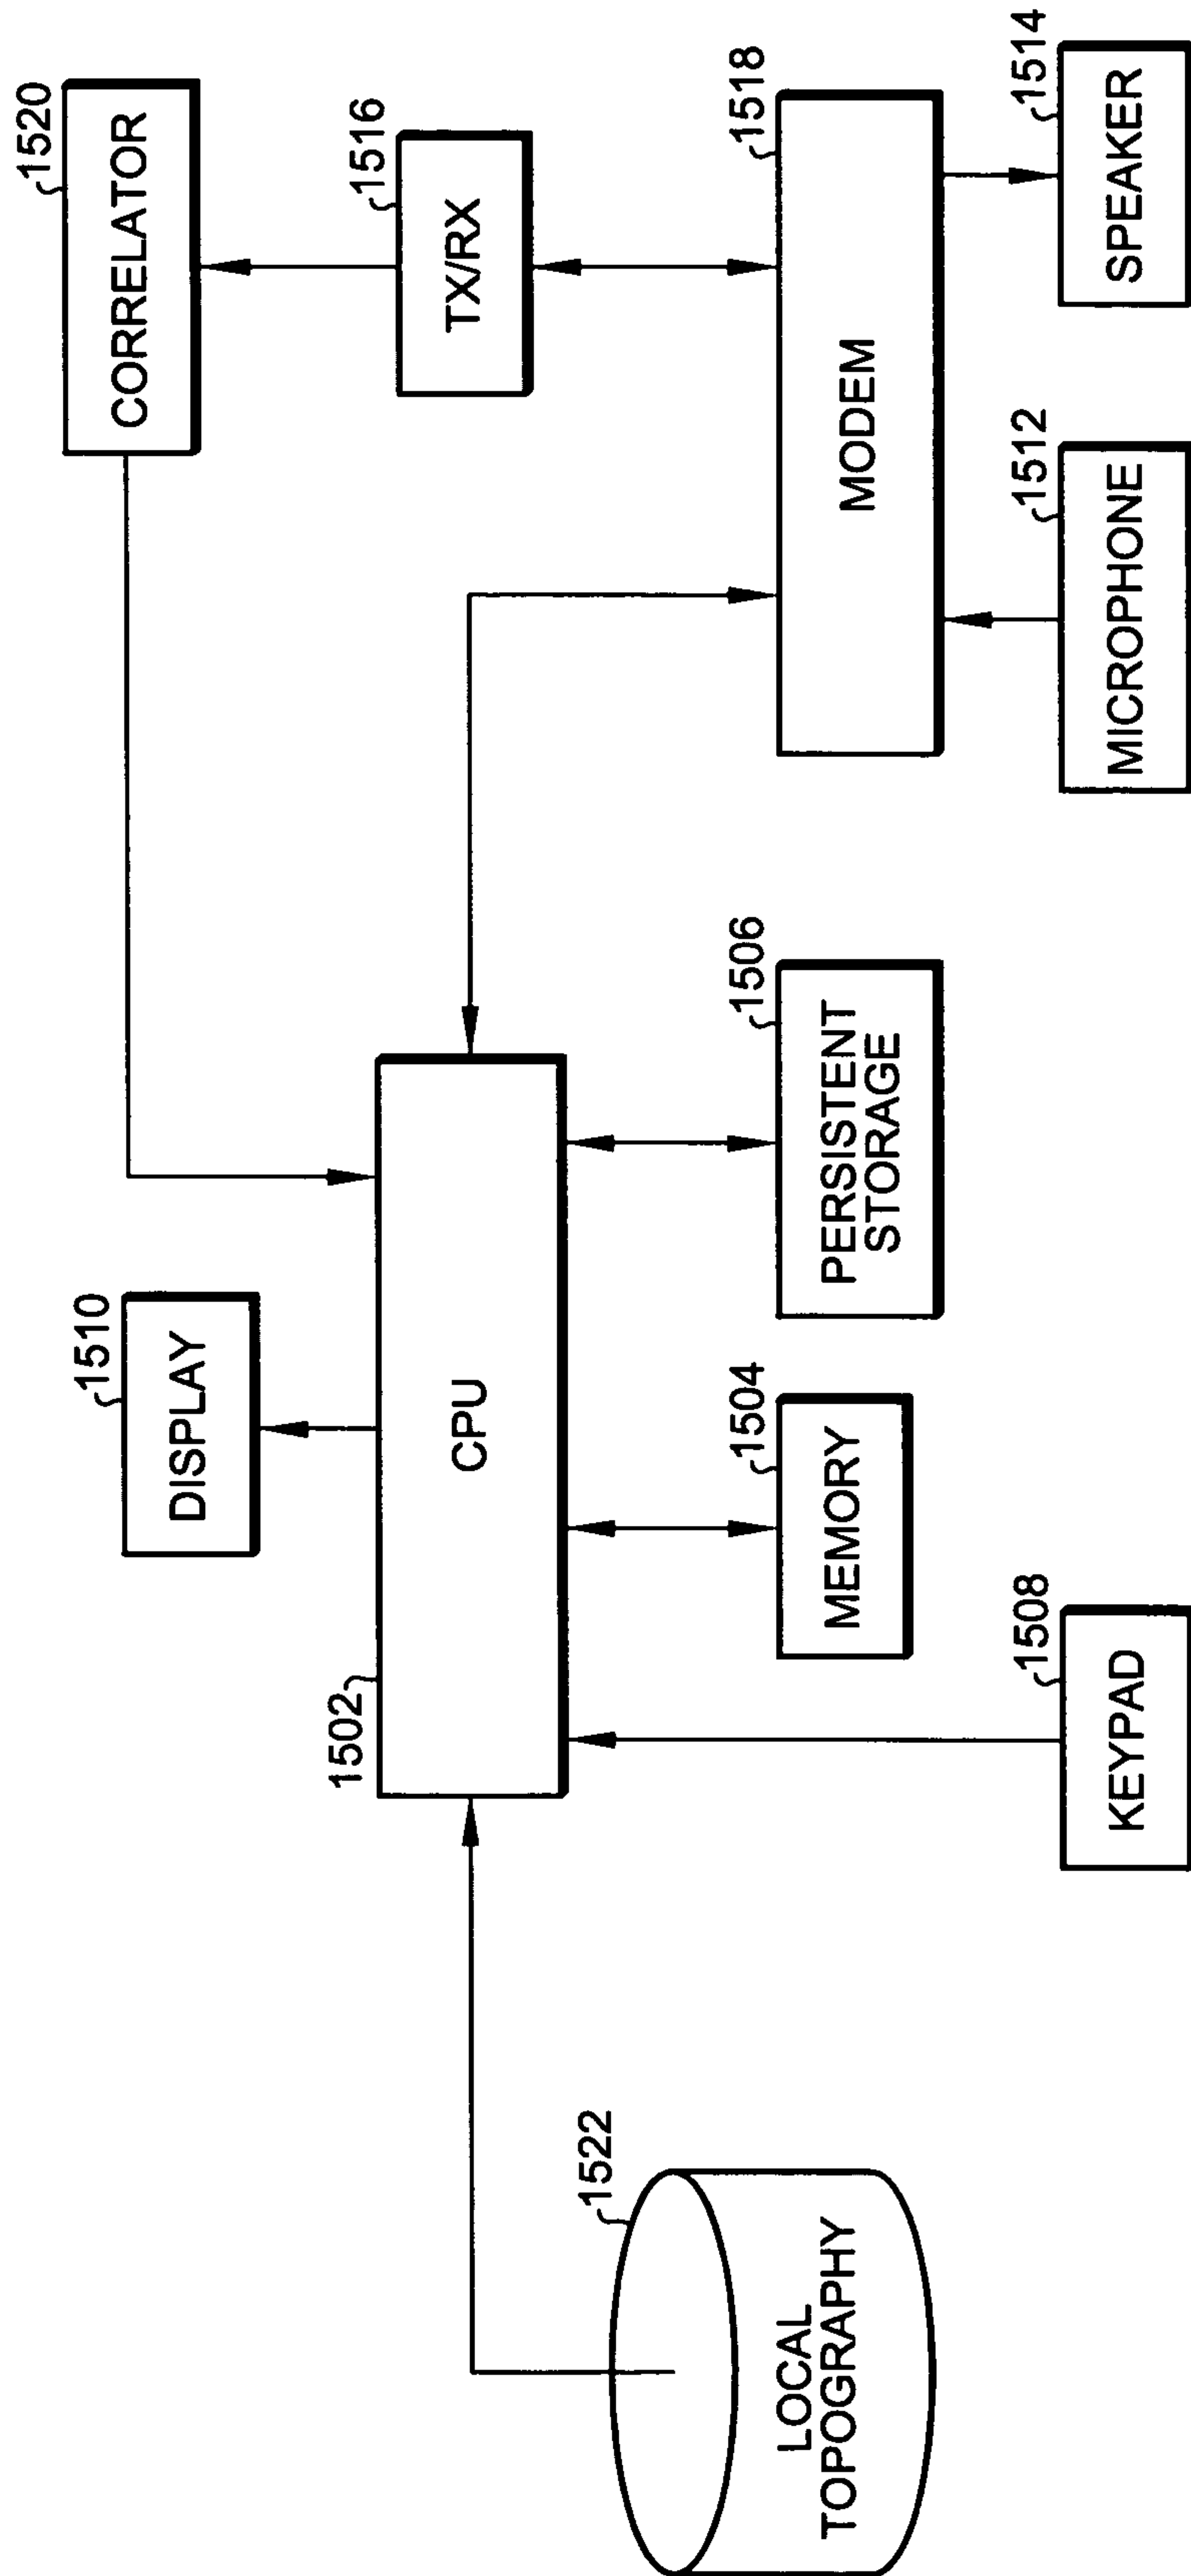 1520
CORRELATOR
1510
DISPLAY
1516
TX/RX
1502
CPU
1522
LOCAL
TOPOGRAPHY
1504
MEMORY
1506
PERSISTENT
STORAGE
1518
MODEM
1508
KEYPAD
1512
MICROPHONE
1514
SPEAKER